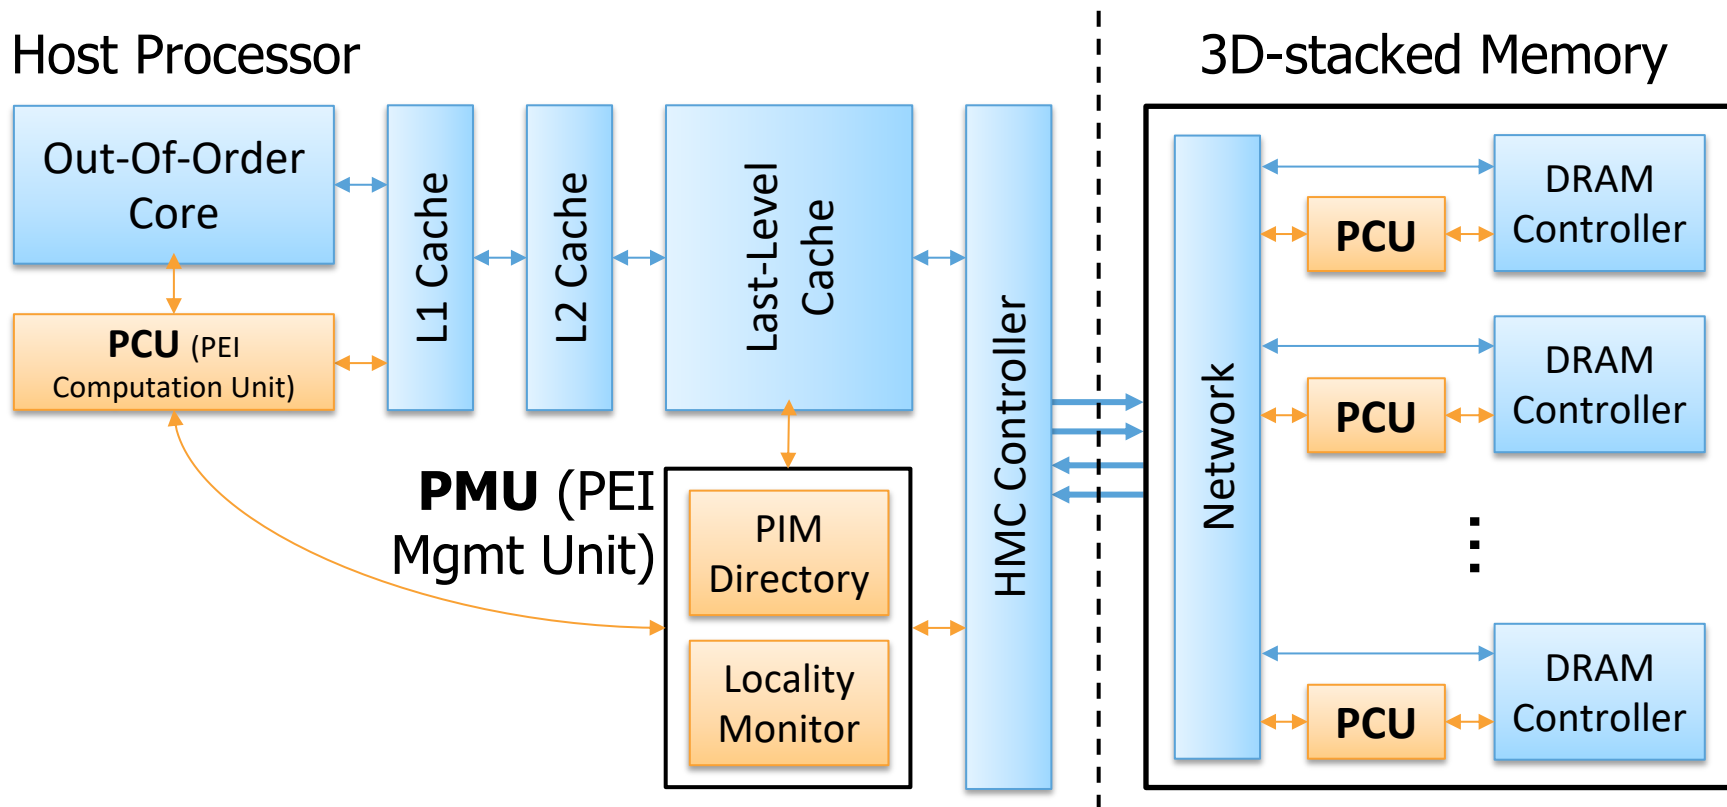 Host Processor
3D-stacked Memory
Out-Of-Order
Core
PCU (PEI
Computation Unit)
L1 Cache
L2 Cache
Last-Level
Cache
PMU (PEI
Mgmt Unit)
PIM
Directory
Locality
Monitor
HMC Controller
Network
DRAM
Controller
PCU
DRAM
Controller
PCU
⋮
DRAM
Controller
PCU